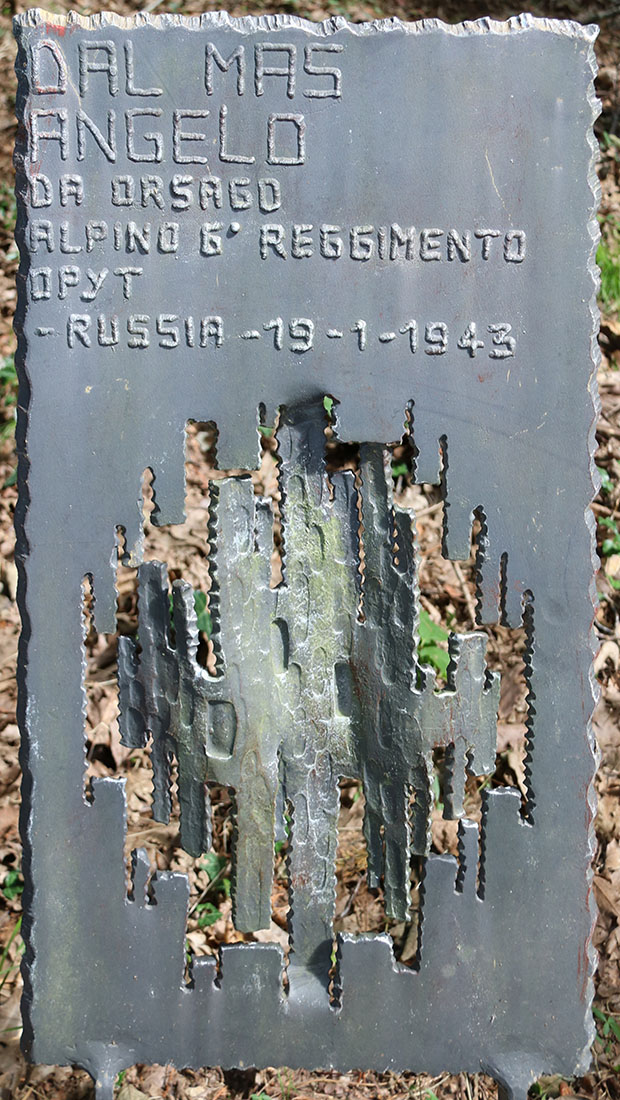 DAL MAS
ANGELO
DA ORSAGO
ALPINO 6° REGGIMENTO
OPYT
-RUSSIA-19-1-1943